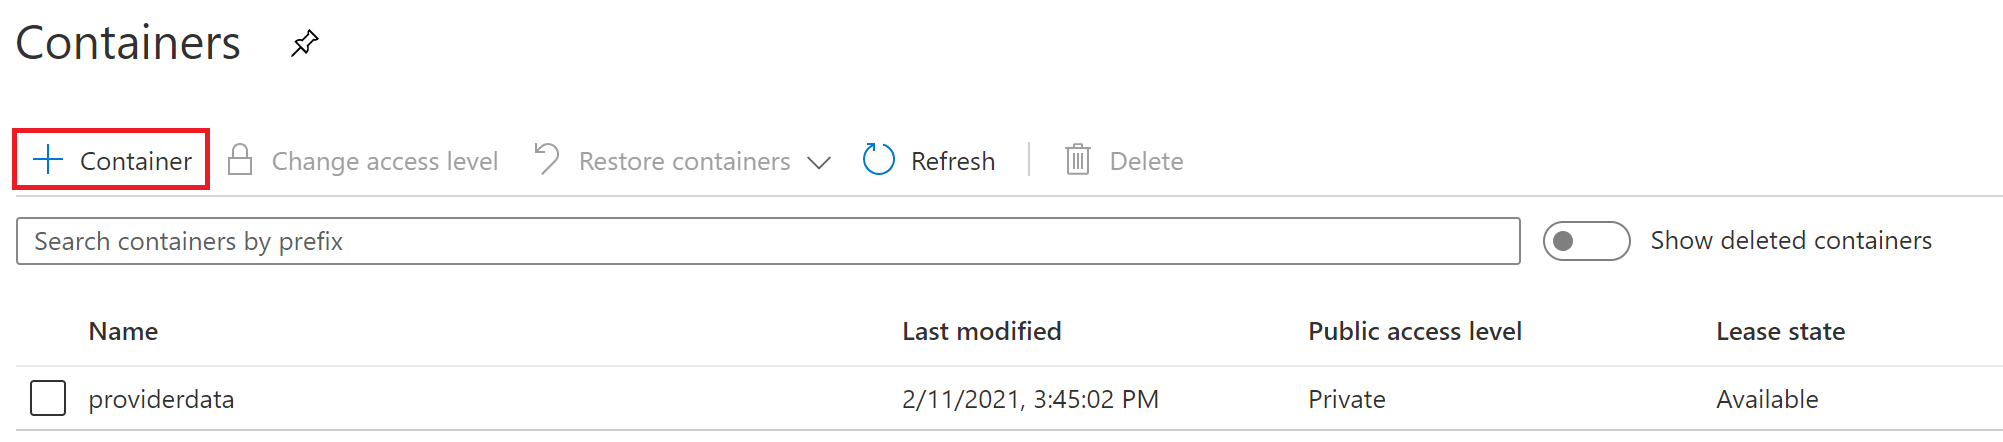 Containers
Container Change access level Restore containers Refresh Delete
Search containers by prefix Show deleted containers
Name Last modified Public access level Lease state
providerdata 2/11/2021, 3:45:02 PM Private Available